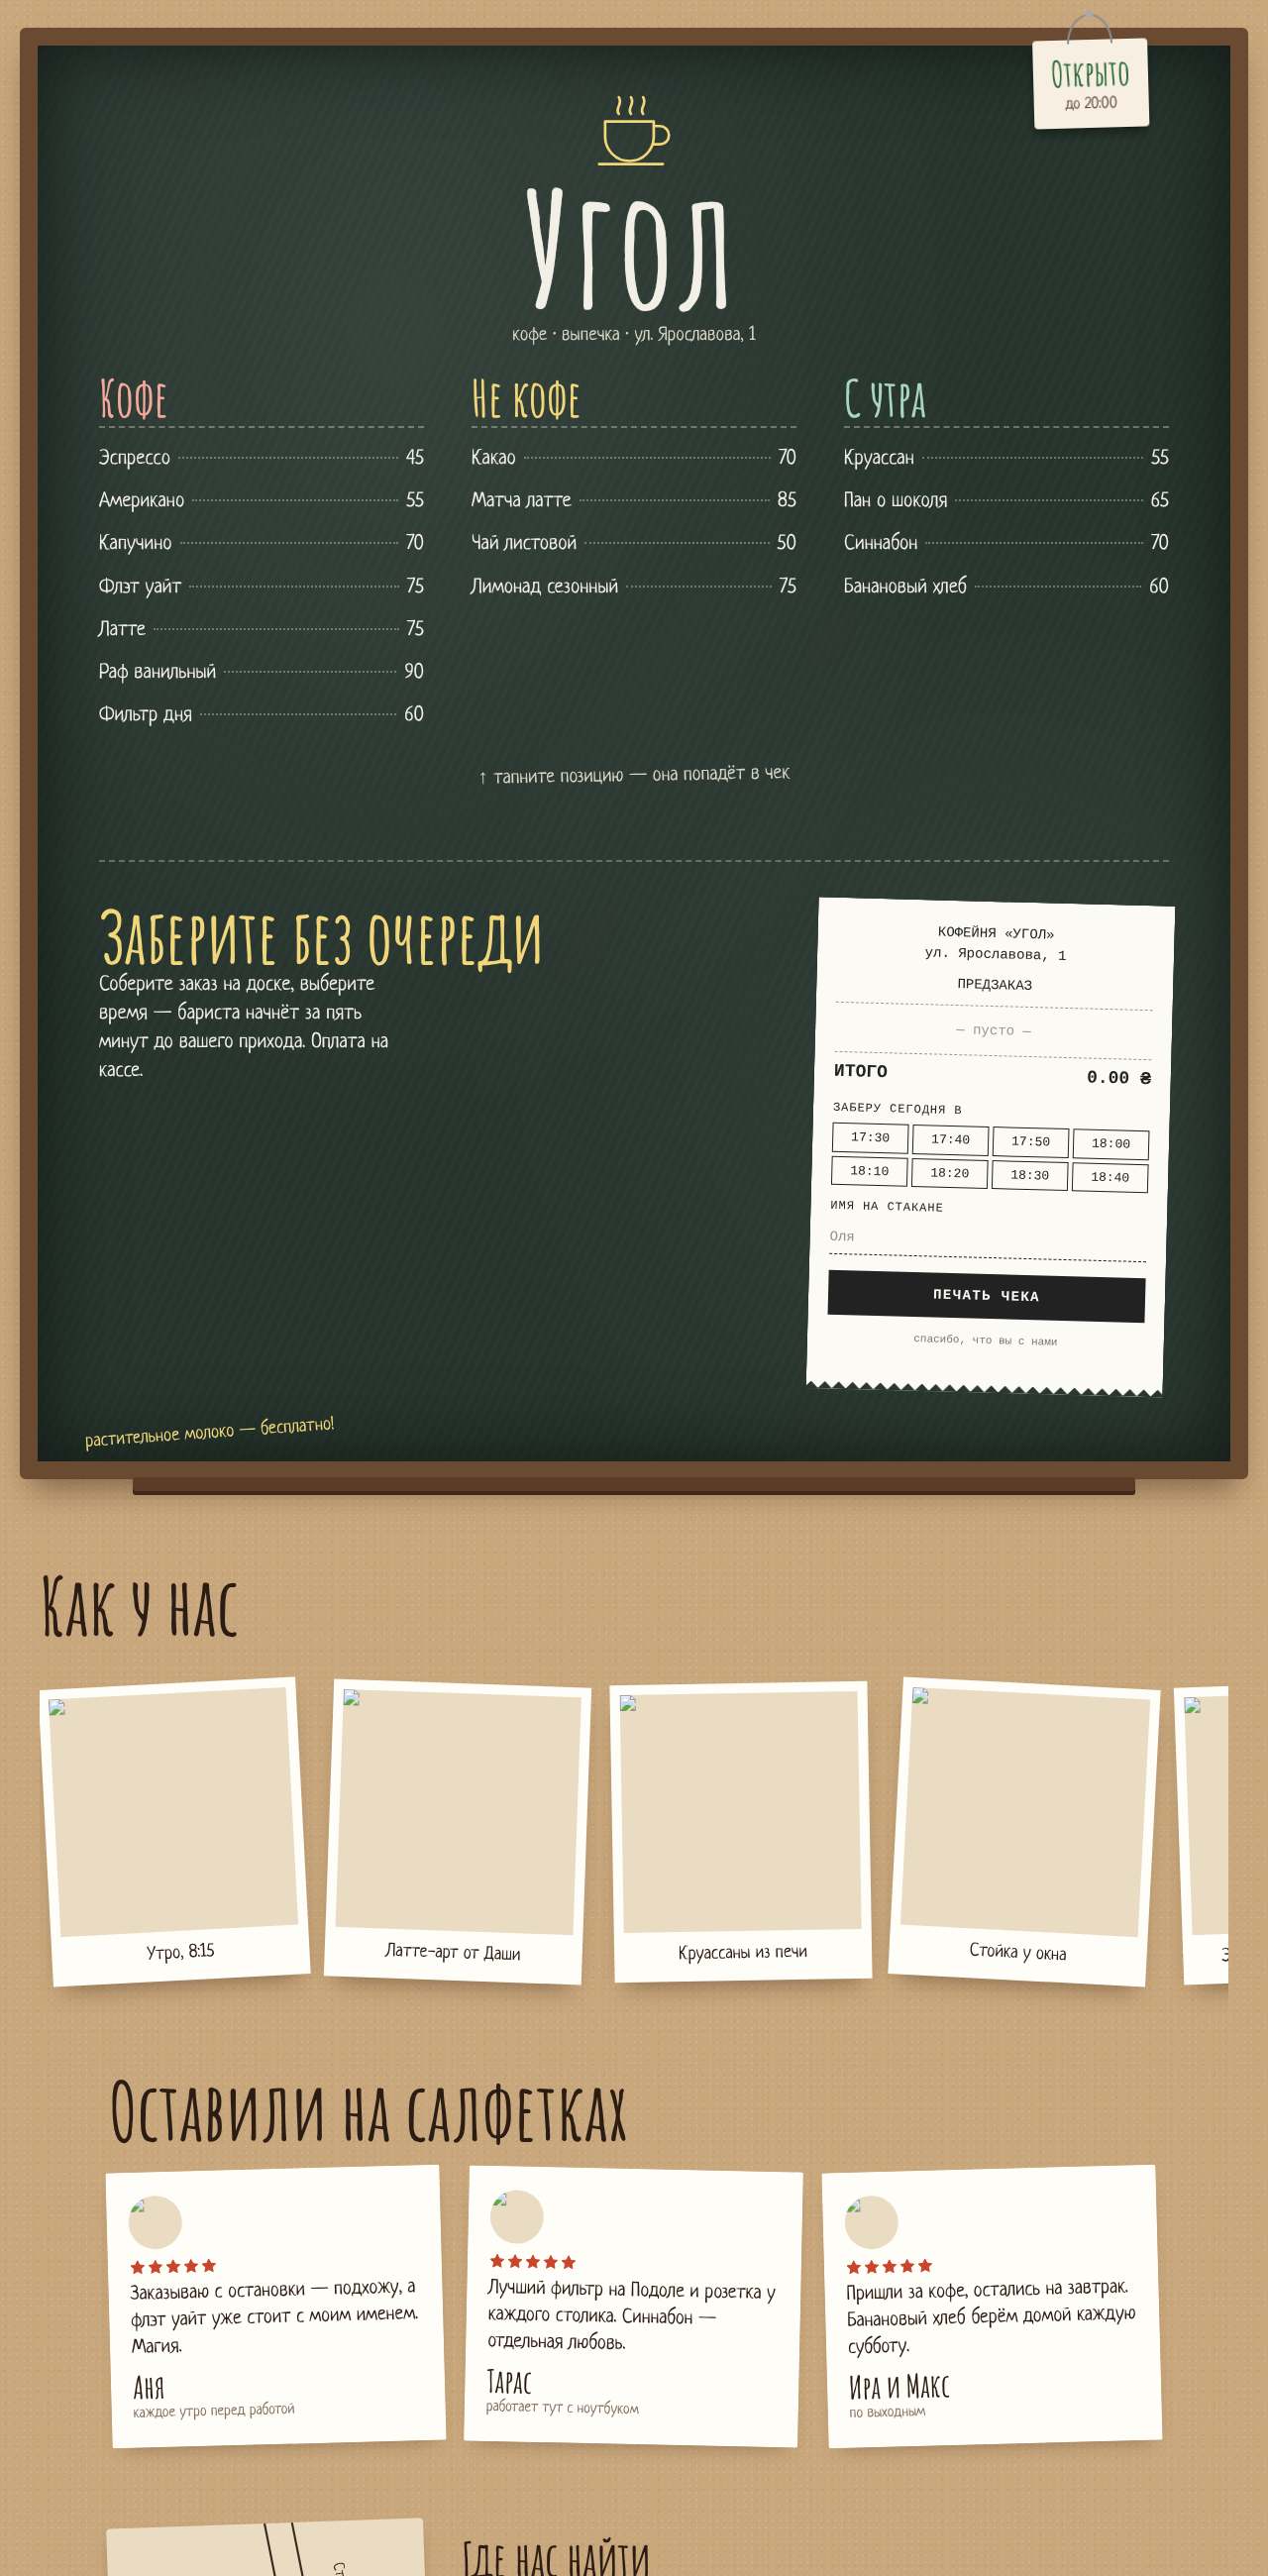 Открыто
до 20:00
Угол
кофе · выпечка · ул. Ярославова, 1
Кофе
Эспрессо 45
Американо 55
Капучино 70
Флэт уайт 75
Латте 75
Раф ванильный 90
Фильтр дня 60
Не кофе
Какао 70
Матча латте 85
Чай листовой 50
Лимонад сезонный 75
С утра
Круассан 55
Пан о шоколя 65
Синнабон 70
Банановый хлеб 60
↑ тапните позицию — она попадёт в чек
Заберите без очереди
Соберите заказ на доске, выберите
время — бариста начнёт за пять
минут до вашего прихода. Оплата на
кассе.
КОФЕЙНЯ «УГОЛ»
ул. Ярославова, 1
ПРЕДЗАКАЗ
— пусто —
ИТОГО 0.00 ₴
ЗАБЕРУ СЕГОДНЯ В
17:30 17:40 17:50 18:00
18:10 18:20 18:30 18:40
ИМЯ НА СТАКАНЕ
Оля
ПЕЧАТЬ ЧЕКА
спасибо, что вы с нами
растительное молоко — бесплатно!
Как у нас
Утро, 8:15
Латте-арт от Даши
Круассаны из печи
Стойка у окна
Оставили на салфетках
Заказываю с остановки — подхожу, а
флэт уайт уже стоит с моим именем.
Магия.
Аня
каждое утро перед работой
Лучший фильтр на Подоле и розетка у
каждого столика. Синнабон —
отдельная любовь.
Тарас
работает тут с ноутбуком
Пришли за кофе, остались на завтрак.
Банановый хлеб берём домой каждую
субботу.
Ира и Макс
по выходным
Где нас найти